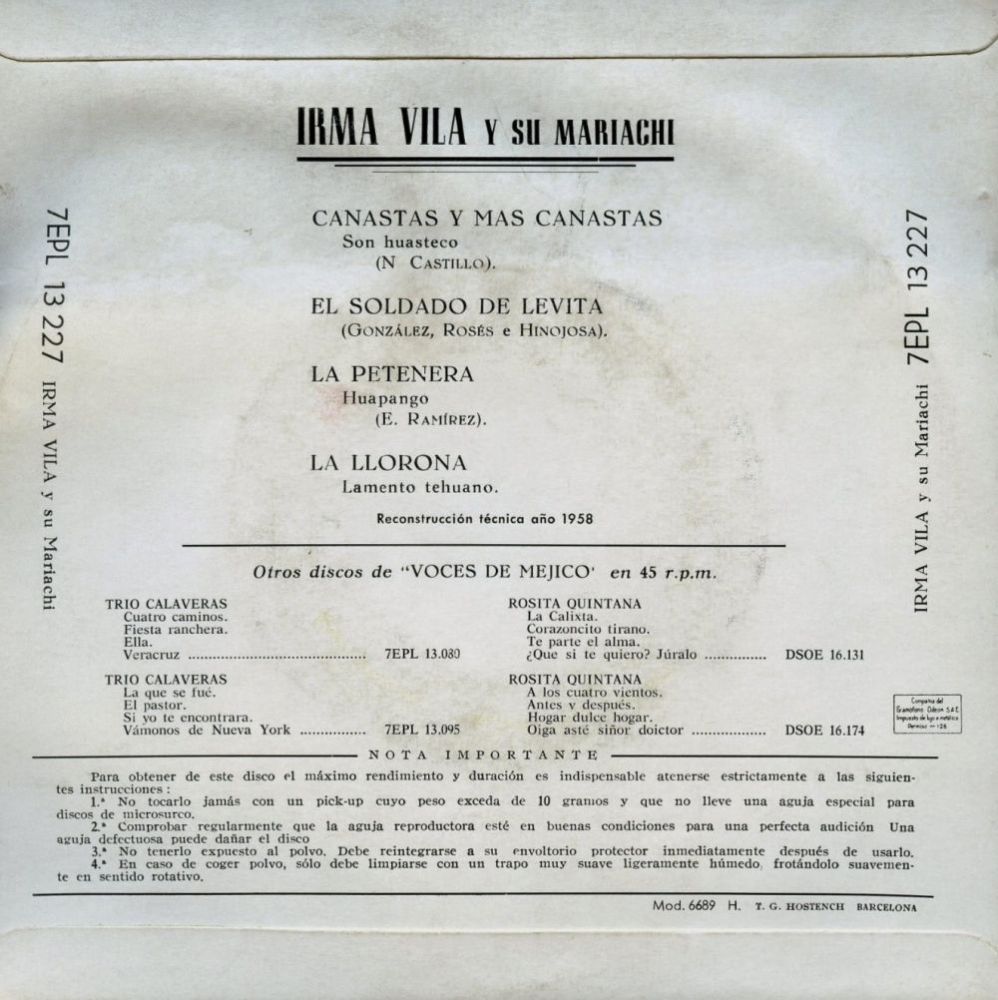 IRMA VILA Y SU MARIACHI
7EPL 13 227 IRMA VILA y su Mariachi
CANASTAS Y MAS CANASTAS
Son huasteco
(N CASTILLO).
EL SOLDADO DE LEVITA
(GONZÁLEZ, ROSÉS e HINOJOSA).
LA PETENERA
Huapango
(E. RAMÍREZ).
LA LLORONA
Lamento tehuano.
Reconstrucción técnica año 1958
7EPL 13 227 IRMA VILA y su Mariachi
Otros discos de "VOCES DE MEJICO' en 45 r.p.m.
TRIO CALAVERAS
Cuatro caminos.
Fiesta ranchera.
Ella.
Veracruz ........................................ 7EPL 13.080
TRIO CALAVERAS
La que se fué.
El pastor.
Si yo te encontrara.
Vámonos de Nueva York ............... 7EPL 13.095
ROSITA QUINTANA
La Calixta.
Corazoncito tirano.
Te parte el alma.
¿Que si te quiero? Júralo .............. DSOE 16.131
ROSITA QUINTANA
A los cuatro vientos.
Antes y después.
Hogar dulce hogar.
Oiga asté siñor doictor ................. DSOE 16.174
Compañia del
Gramófono Odeon S.A.E.
Impuesto de lujo a metálico
Permiso nº 126
NOTA IMPORTANTE
Para obtener de este disco el máximo rendimiento y duración es indispensable atenerse estrictamente a las siguien-
tes instrucciones :
1.ª No tocarlo jamás con un pick-up cuyo peso exceda de 10 gramos y que no lleve una aguja especial para
discos de microsurco.
2.ª Comprobar regularmente que la aguja reproductora esté en buenas condiciones para una perfecta audición Una
aguja defectuosa puede dañar el disco
3.ª No tenerlo expuesto al polvo. Debe reintegrarse a su envoltorio protector inmediatamente después de usarlo.
4.ª En caso de coger polvo, sólo debe limpiarse con un trapo muy suave ligeramente húmedo, frotándolo suavemen-
te en sentido rotativo.
Mod. 6689 H. T. G. HOSTENCH BARCELONA